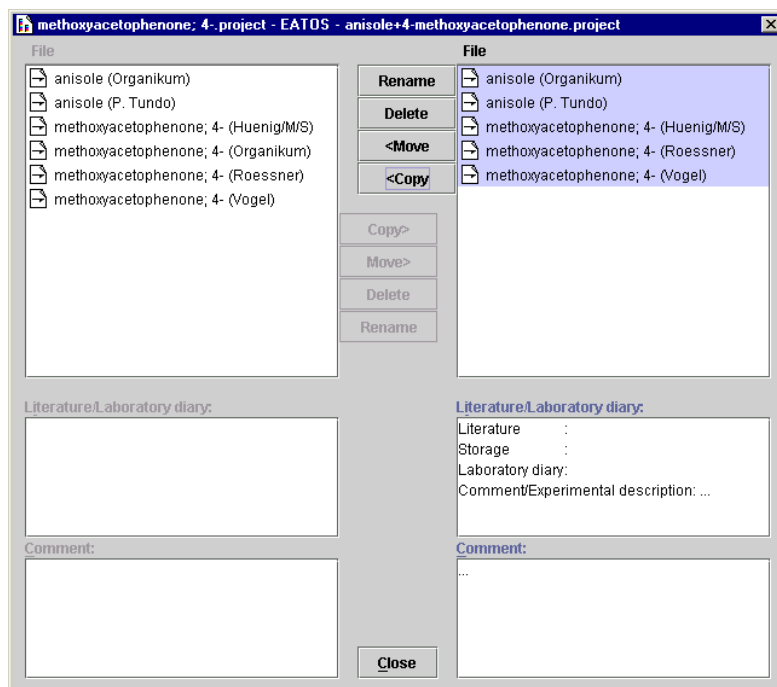 methoxyacetophenone; 4-.project - EATOS - anisole+4-methoyacetophenone.project
File
anisole (Organikum)
anisole (P. Tundo)
methoxyacetophenone; 4- (Huenig/M/S)
methoxyacetophenone; 4- (Organikum)
methoxyacetophenone; 4- (Roessner)
methoxyacetophenone; 4- (Vogel)
Rename
Delete
<Move
<Copy
Copy>
Move>
Delete
Rename
File
anisole (Organikum)
anisole (P. Tundo)
methoxyacetophenone; 4- (Huenig/M/S)
methoxyacetophenone; 4- (Roessner)
methoxyacetophenone; 4- (Vogel)
Literature/Laboratory diary:
Literature/Laboratory diary:
Literature :
Storage :
Laboratory diary:
Comment/Experimental description: ...
Comment:
Comment:
...
Close